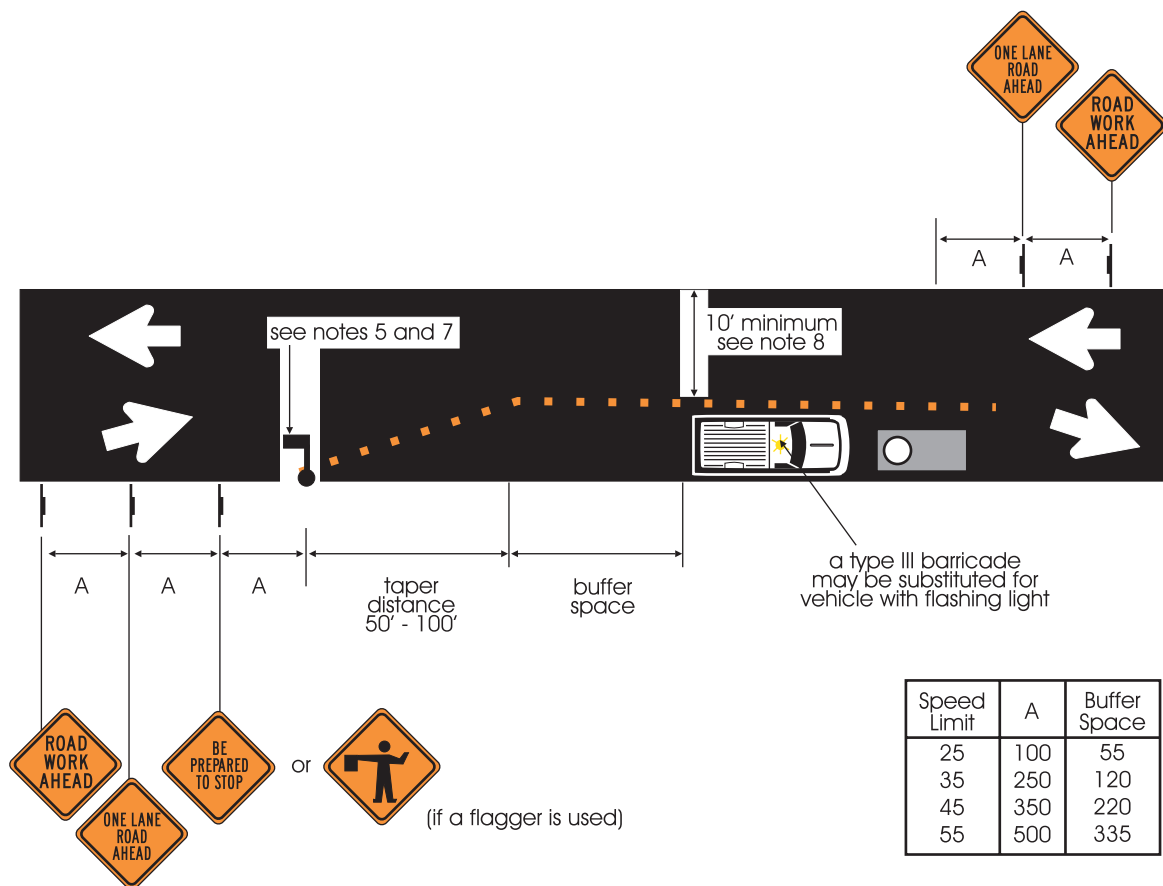 ONE LANE
ROAD
AHEAD
ROAD
WORK
AHEAD
A
A
see notes 5 and 7
10' minimum
see note 8
A
A
A
taper
distance
50' - 100'
buffer
space
a type III barricade
may be substituted for
vehicle with flashing light
ROAD
WORK
AHEAD
ONE LANE
ROAD
AHEAD
BE
PREPARED
TO STOP
or
(if a flagger is used)
Speed Limit A Buffer Space
25 100 55
35 250 120
45 350 220
55 500 335